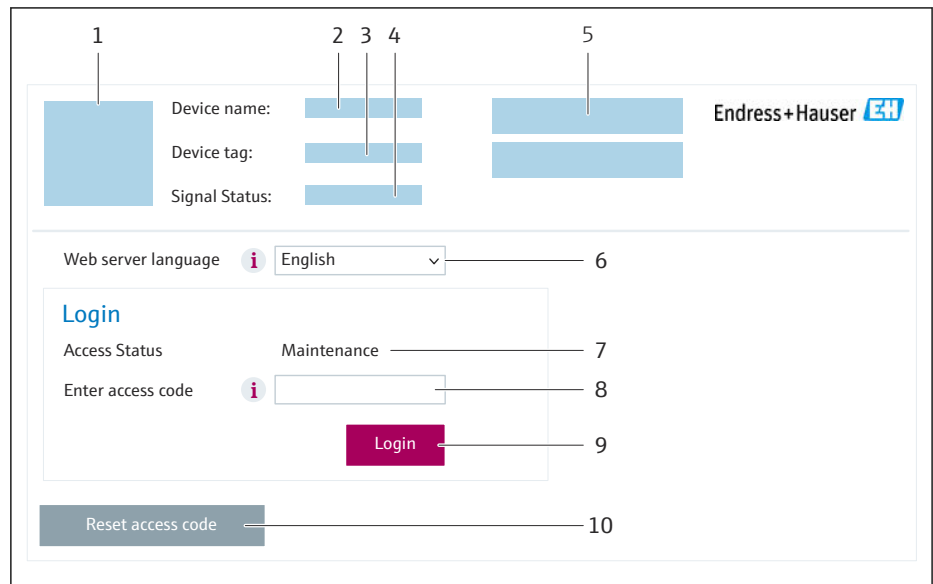 1 2 3 4 5
Device name:
Endress+Hauser EH
Device tag:
Signal Status:
Web server language i English 6
Login
Access Status Maintenance 7
Enter access code i 8
Login 9
Reset access code 10